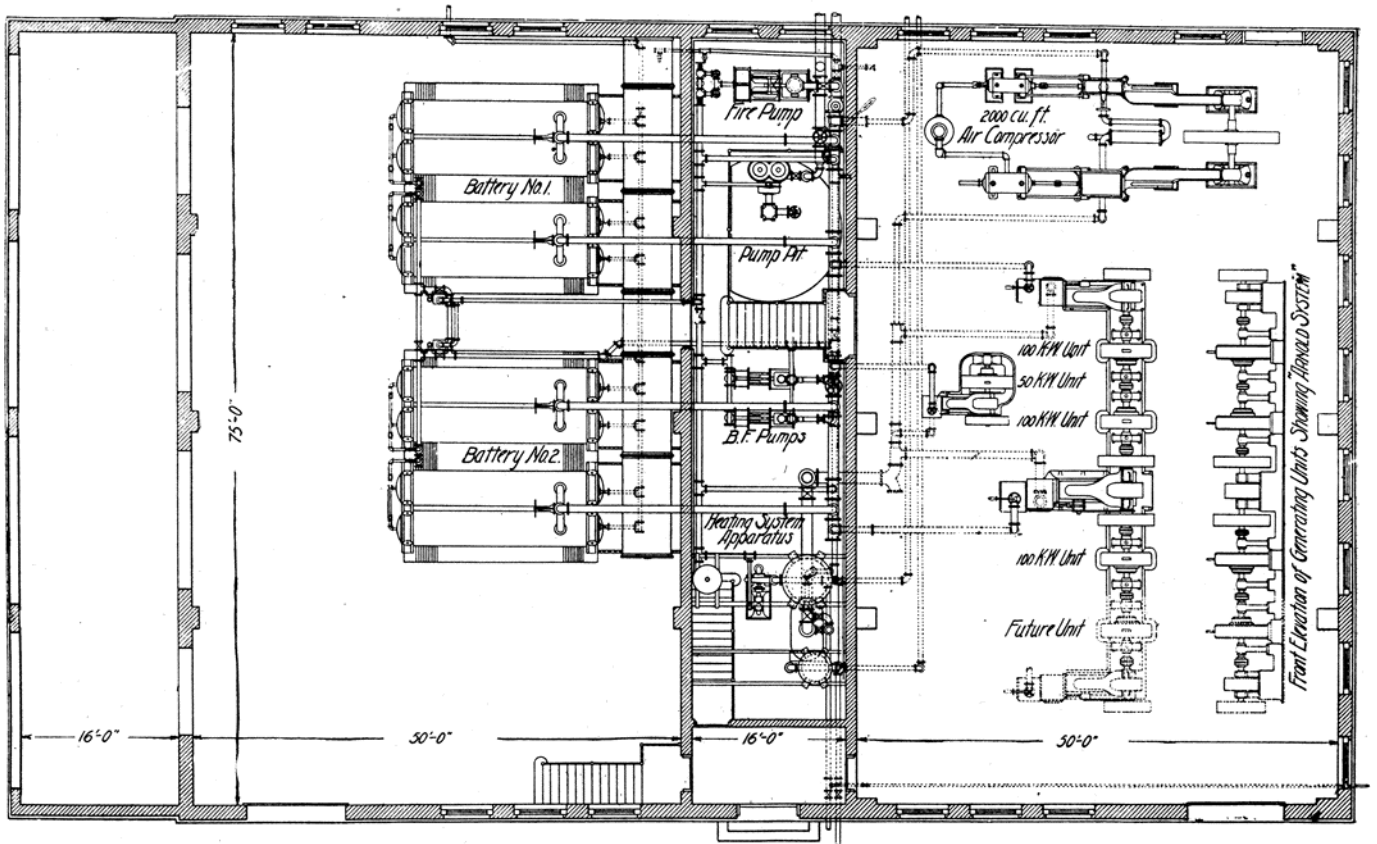 Fire Pump
2000 cu. ft.
Air Compressor
Battery No.1.
Pump Pit
100 K.W. Unit
50 K.W. Unit
100 K.W. Unit
75'-0"
B.F. Pumps
Battery No.2.
Heating System
Apparatus
100 K.W. Unit
Future Unit
Front Elevation of Generating Units Showing "ARNOLD SYSTEM"
16'-0"
50'-0"
16'-0"
50'-0"